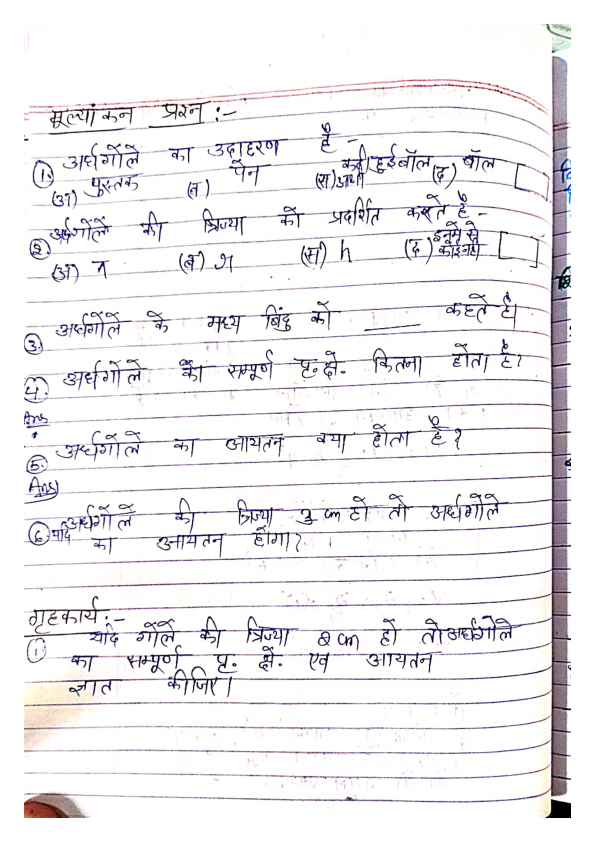 मूल्यांकन प्रश्न :-
① अर्धगोले का उदाहरण है -
(अ) पुस्तक (ब) पेन (स) आधी कटी हुई बॉल (द) बॉल
② अर्धगोले की त्रिज्या को प्रदर्शित करते है -
(अ) (ब) (स) h (द) इनमें से कोई नहीं
③. अर्धगोले के मध्य बिंदु को ____ कहते है।
④. अर्धगोले का सम्पूर्ण पृ. क्षे. कितना होता है?
Ans
⑤. अर्धगोले का आयतन क्या होता है?
Ans
⑥ यदि अर्धगोले की त्रिज्या 3 cm हो तो अर्धगोले
का आयतन होगा?
गृहकार्य :-
① यदि गोले की त्रिज्या 2 cm हो तो अर्धगोले
का सम्पूर्ण पृ. क्षे. एवं आयतन
ज्ञात कीजिए।